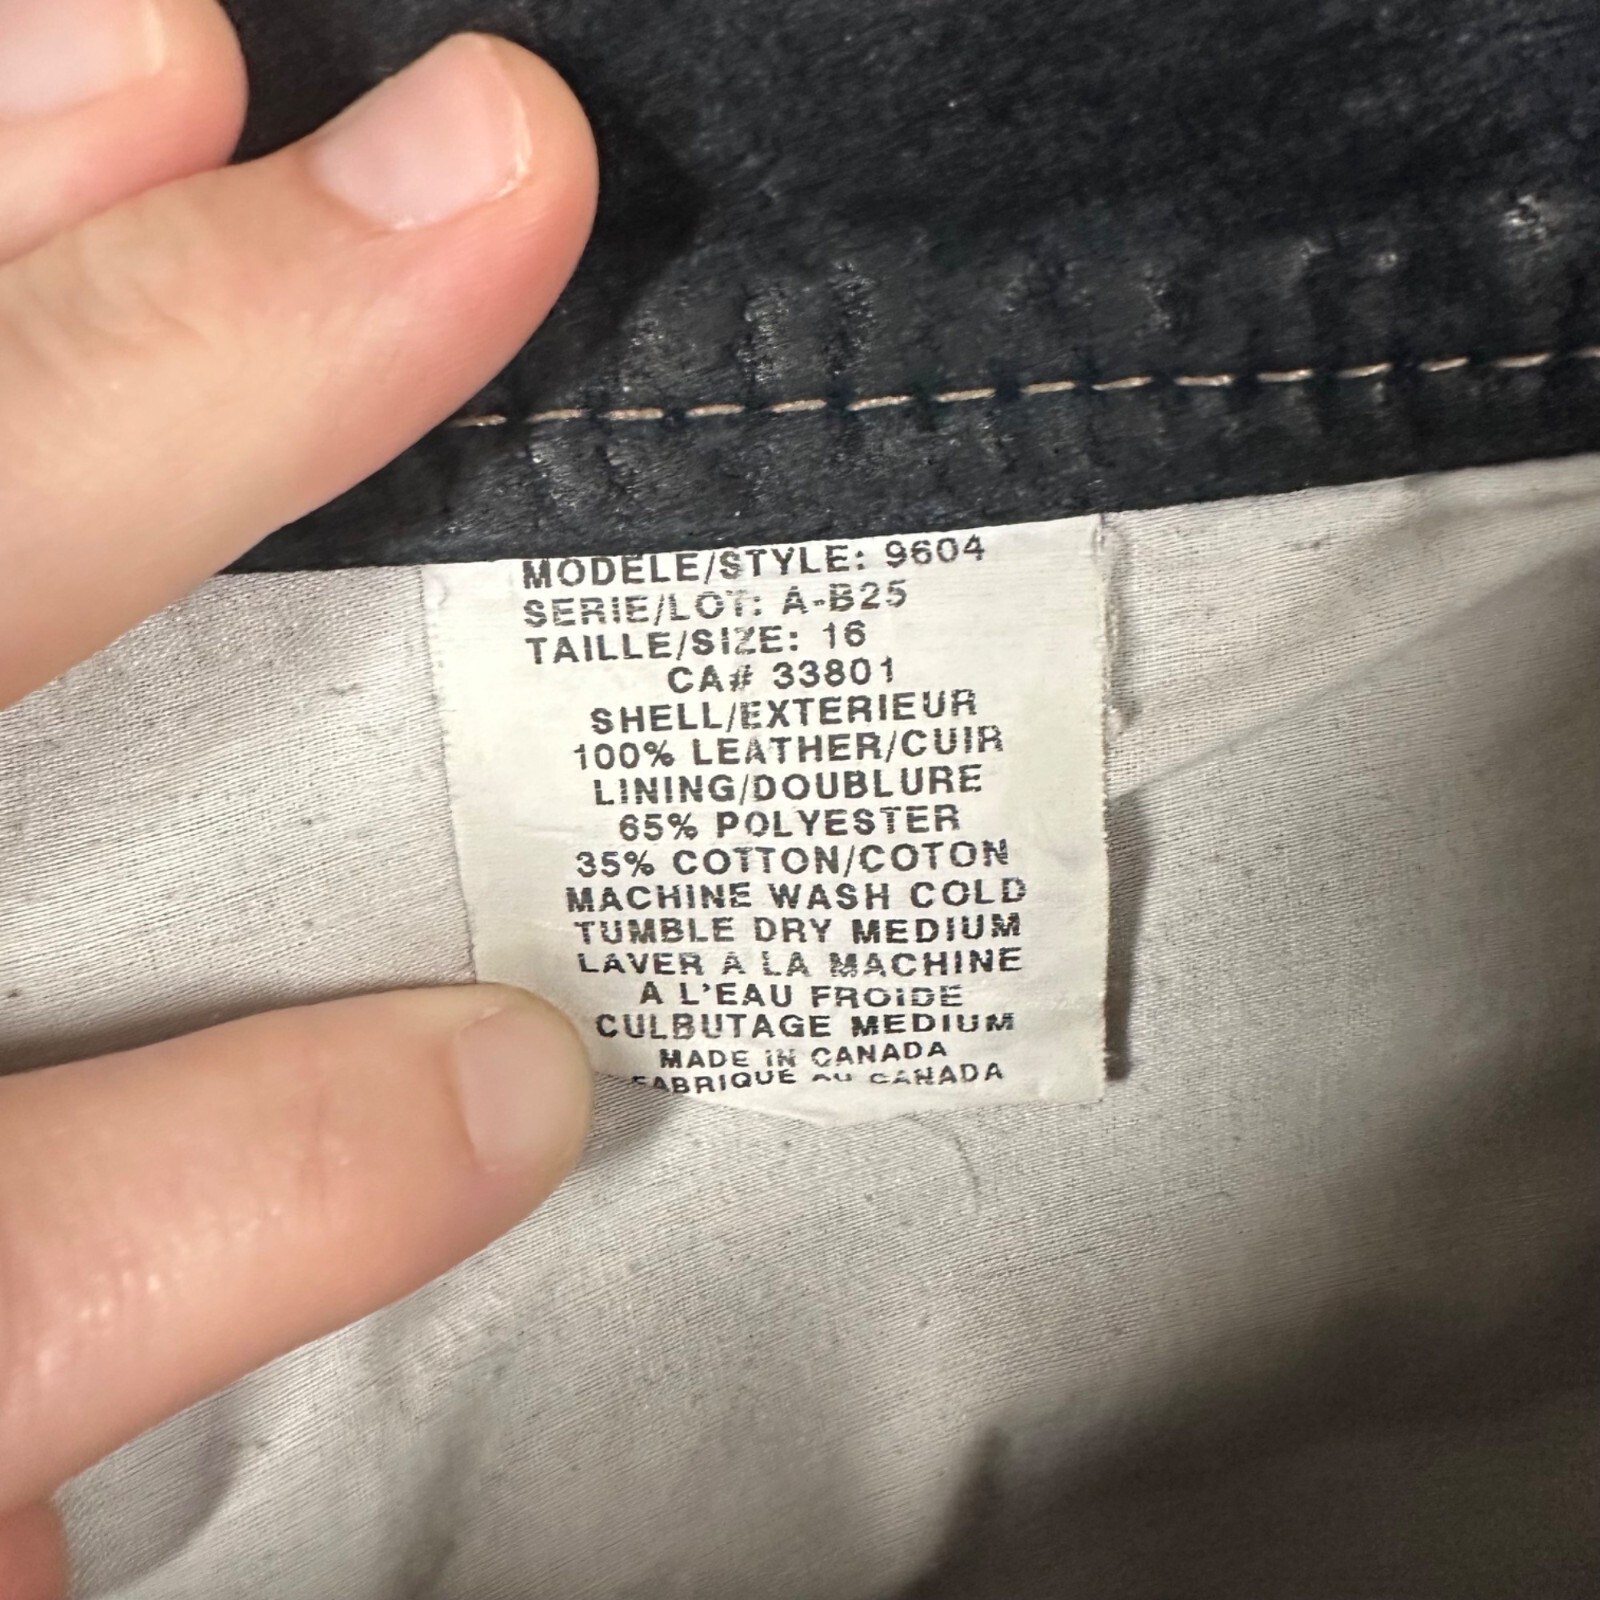 MODELE/STYLE: 9604
SERIE/LOT: A-B25
TAILLE/SIZE: 16
CA# 33801
SHELL/EXTERIEUR
100% LEATHER/CUIR
LINING/DOUBLURE
65% POLYESTER
35% COTTON/COTON
MACHINE WASH COLD
TUMBLE DRY MEDIUM
LAVER A LA MACHINE
A L'EAU FROIDE
CULBUTAGE MEDIUM
MADE IN CANADA
FABRIQUE AU CANADA